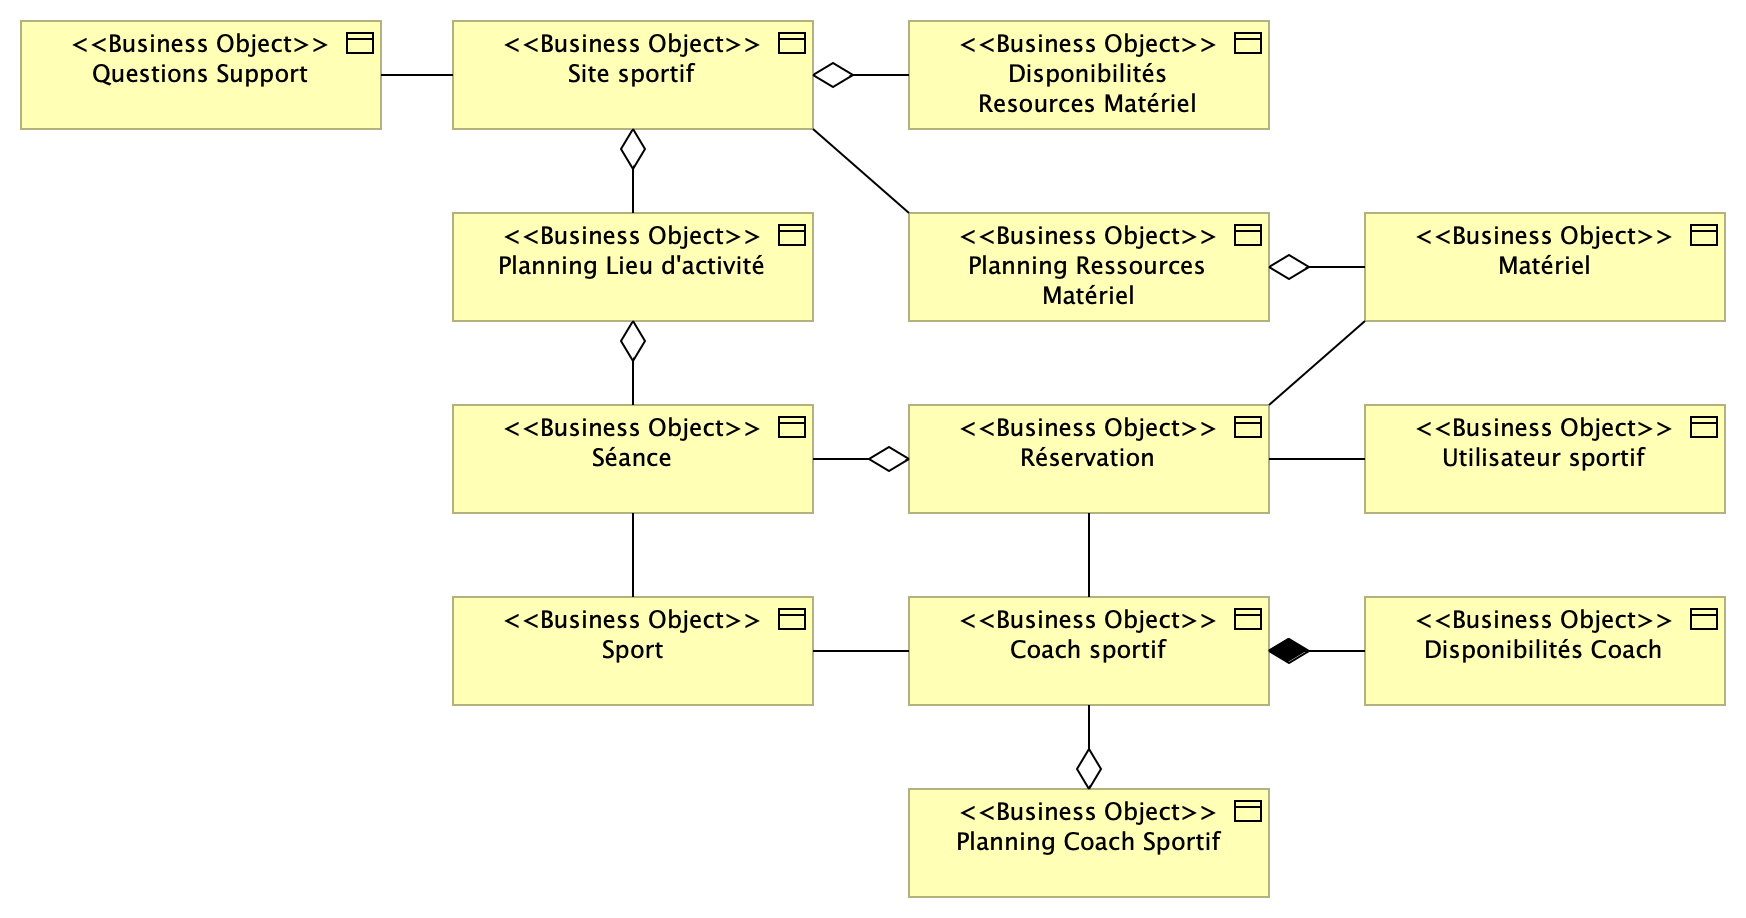 <<Business Object>>
Questions Support
<<Business Object>>
Site sportif
<<Business Object>>
Disponibilités
Resources Matériel
<<Business Object>>
Planning Lieu d'activité
<<Business Object>>
Planning Ressources
Matériel
<<Business Object>>
Matériel
<<Business Object>>
Séance
<<Business Object>>
Réservation
<<Business Object>>
Utilisateur sportif
<<Business Object>>
Sport
<<Business Object>>
Coach sportif
<<Business Object>>
Disponibilités Coach
<<Business Object>>
Planning Coach Sportif